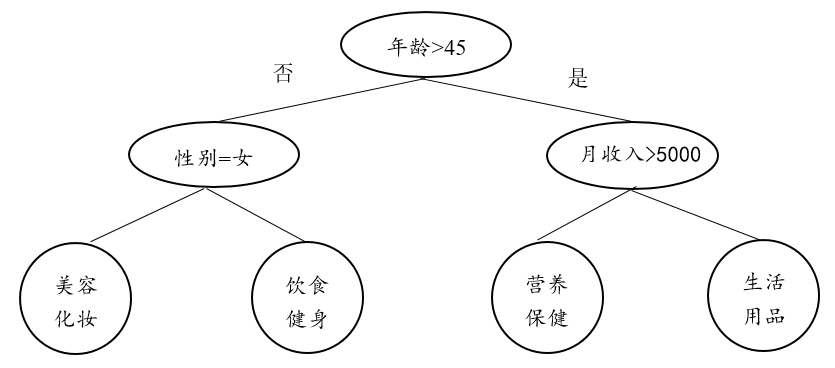 年龄>45
否
是
性别=女
月收入>5000
美容
化妆
饮食
健身
营养
保健
生活
用品